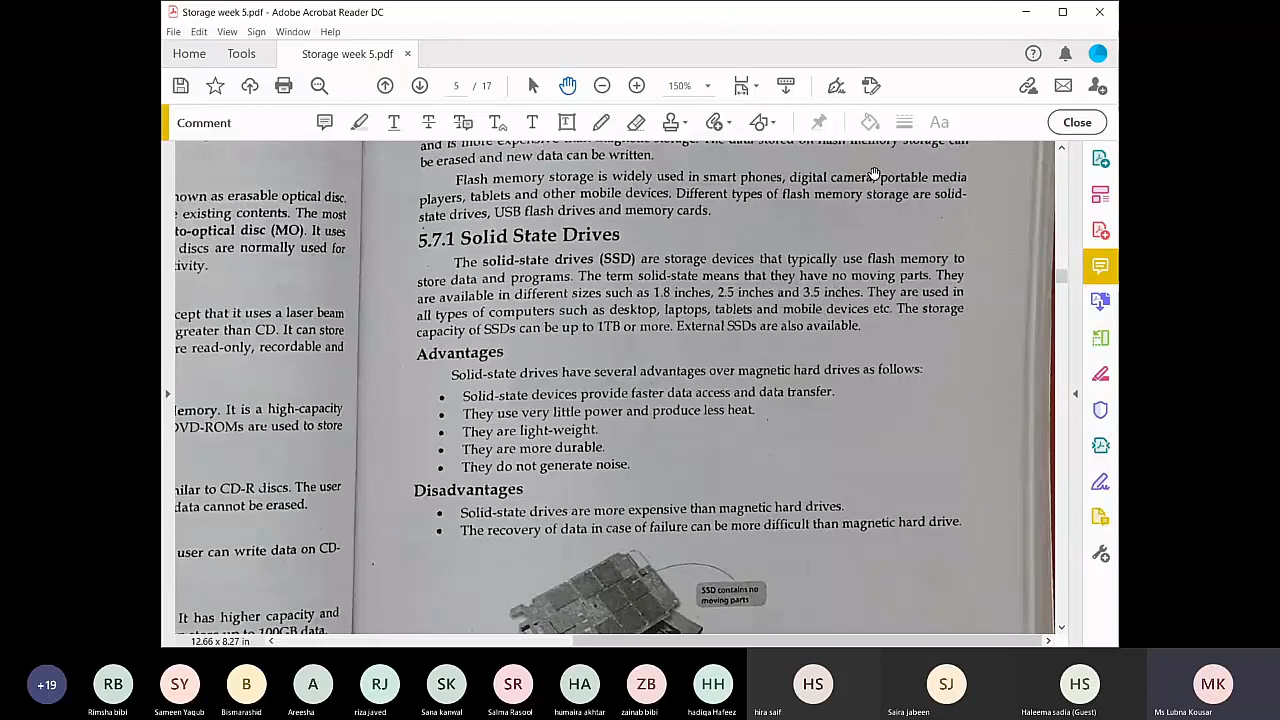 Storage week 5.pdf - Adobe Acrobat Reader DC
File Edit View Sign Window Help
Home Tools Storage week 5.pdf ×
5 / 17 150%
Comment Close
be erased and new data can be written.
Flash memory storage is widely used in smart phones, digital camera portable media
players, tablets and other mobile devices. Different types of flash memory storage are solid-
state drives, USB flash drives and memory cards.
5.7.1 Solid State Drives
The solid-state drives (SSD) are storage devices that typically use flash memory to
store data and programs. The term solid-state means that they have no moving parts. They
are available in different sizes such as 1.8 inches, 2.5 inches and 3.5 inches. They are used in
all types of computers such as desktop, laptops, tablets and mobile devices etc. The storage
capacity of SSDs can be up to 1TB or more. External SSDs are also available.
Advantages
Solid-state drives have several advantages over magnetic hard drives as follows:
• Solid-state devices provide faster data access and data transfer.
• They use very little power and produce less heat.
• They are light-weight.
• They are more durable.
• They do not generate noise.
Disadvantages
• Solid-state drives are more expensive than magnetic hard drives.
• The recovery of data in case of failure can be more difficult than magnetic hard drive.
SSD contains no
moving parts
nown as erasable optical disc.
existing contents. The most
to-optical disc (MO). It uses
discs are normally used for
ivity.
cept that it uses a laser beam
greater than CD. It can store
re read-only, recordable and
emory. It is a high-capacity
DVD-ROMs are used to store
nilar to CD-R discs. The user
data cannot be erased.
user can write data on CD-
It has higher capacity and
up to 100GB data.
12.66 x 8.27 in
+19 RB SY B A RJ SK SR HA ZB HH HS SJ HS MK
Rimsha bibi Sameen Yaqub Bismarashid Areesha riza javed Sana kanwal Salma Rasool humaira akhtar zainab bibi hadiqa Hafeez hira saif Saira jabeen Haleema sadia (Guest) Ms Lubna Kousar